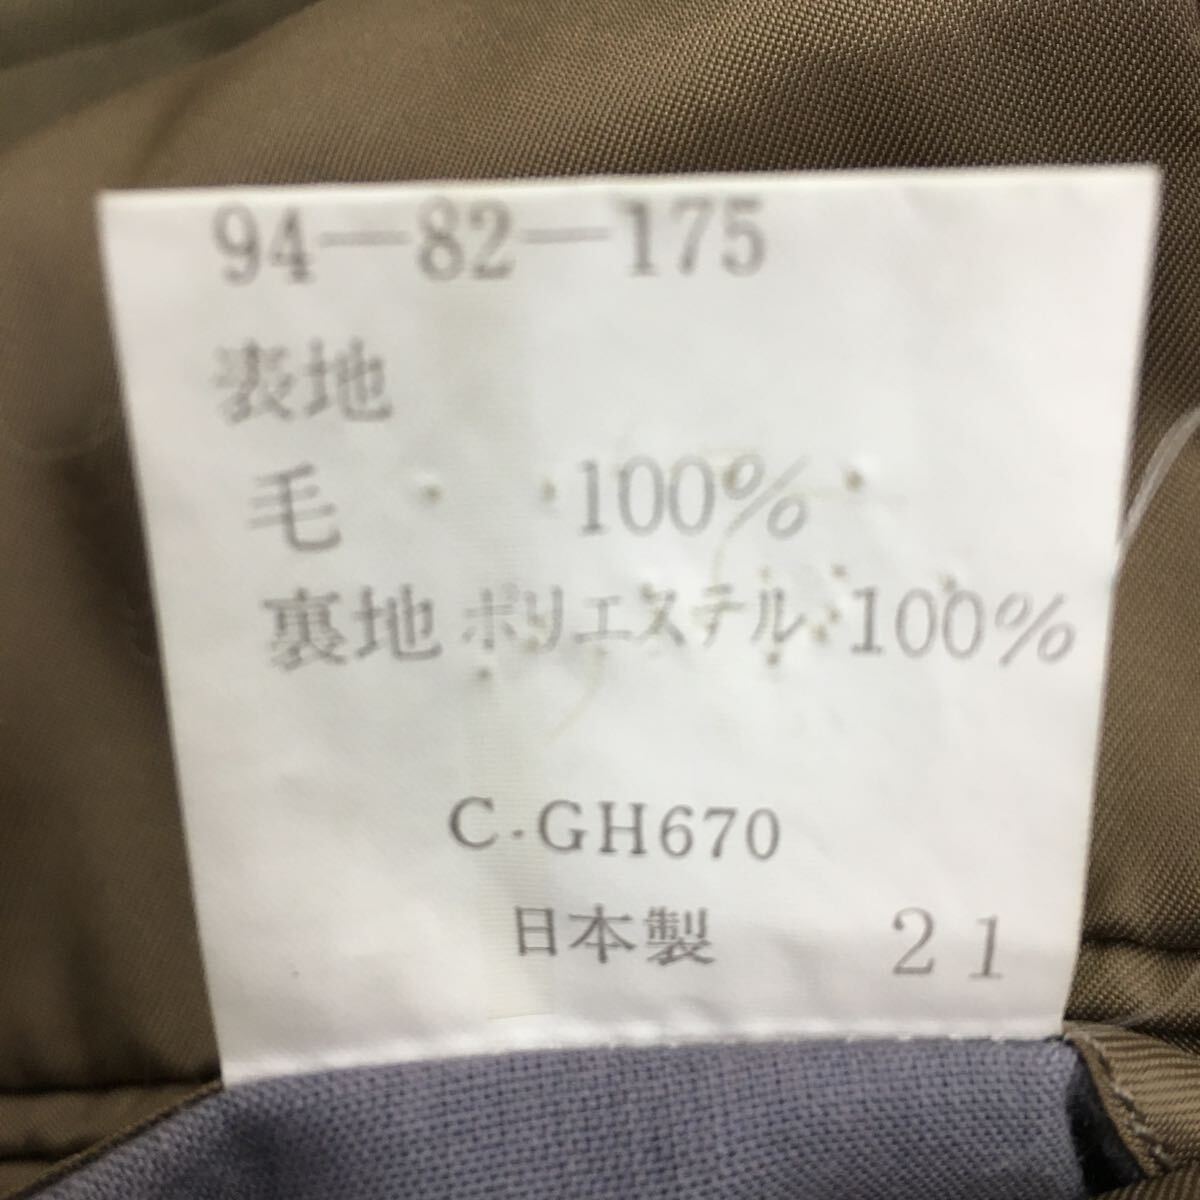 94—82—175
表地
毛 100%
裏地 ポリエステル 100%
C.GH670
日本製 21